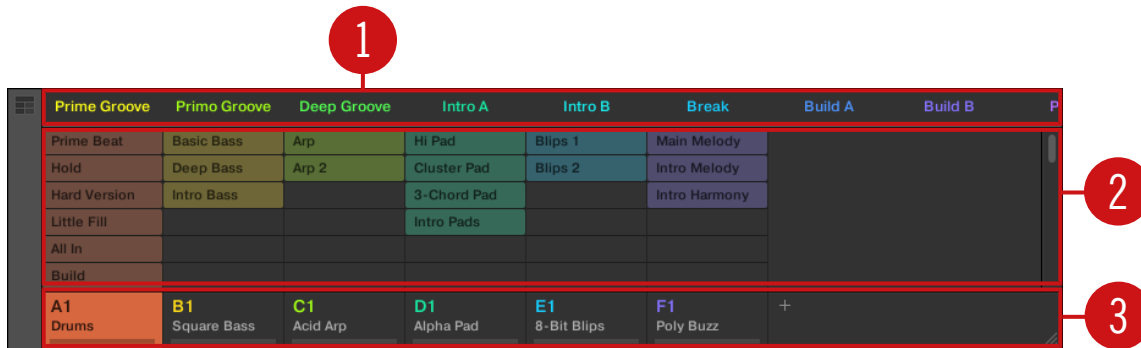 1
Prime Groove Primo Groove Deep Groove Intro A Intro B Break Build A Build B P
Prime Beat Basic Bass Arp Hi Pad Blips 1 Main Melody
Hold Deep Bass Arp 2 Cluster Pad Blips 2 Intro Melody
2
Hard Version Intro Bass 3-Chord Pad Intro Harmony
Little Fill Intro Pads
All In
Build
A1 B1 C1 D1 E1 F1 +
3
Drums Square Bass Acid Arp Alpha Pad 8-Bit Blips Poly Buzz